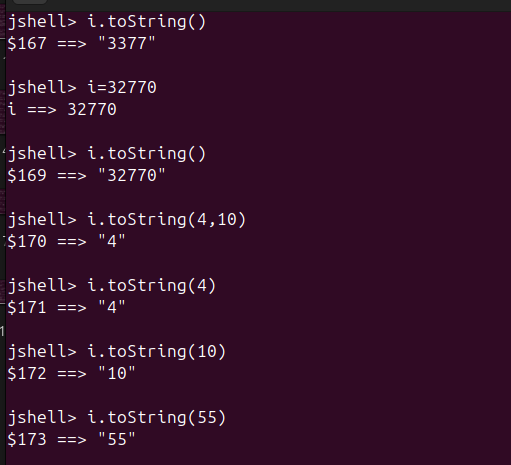 jshell> i.toString()
$167 ==> "3377"
jshell> i=32770
i ==> 32770
jshell> i.toString()
$169 ==> "32770"
jshell> i.toString(4,10)
$170 ==> "4"
jshell> i.toString(4)
$171 ==> "4"
jshell> i.toString(10)
$172 ==> "10"
jshell> i.toString(55)
$173 ==> "55"